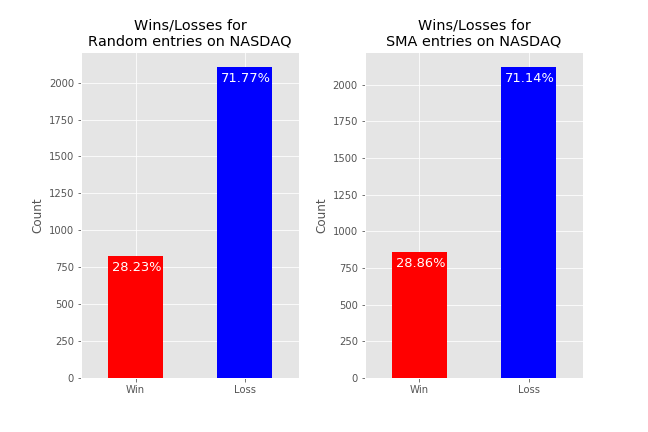 Wins/Losses for
Random entries on NASDAQ
2000
1750
1500
1250
1000
750
500
250
0
Count
71.77%
28.23%
Win
Loss
Wins/Losses for
SMA entries on NASDAQ
2000
1750
1500
1250
1000
750
500
250
0
Count
71.14%
28.86%
Win
Loss